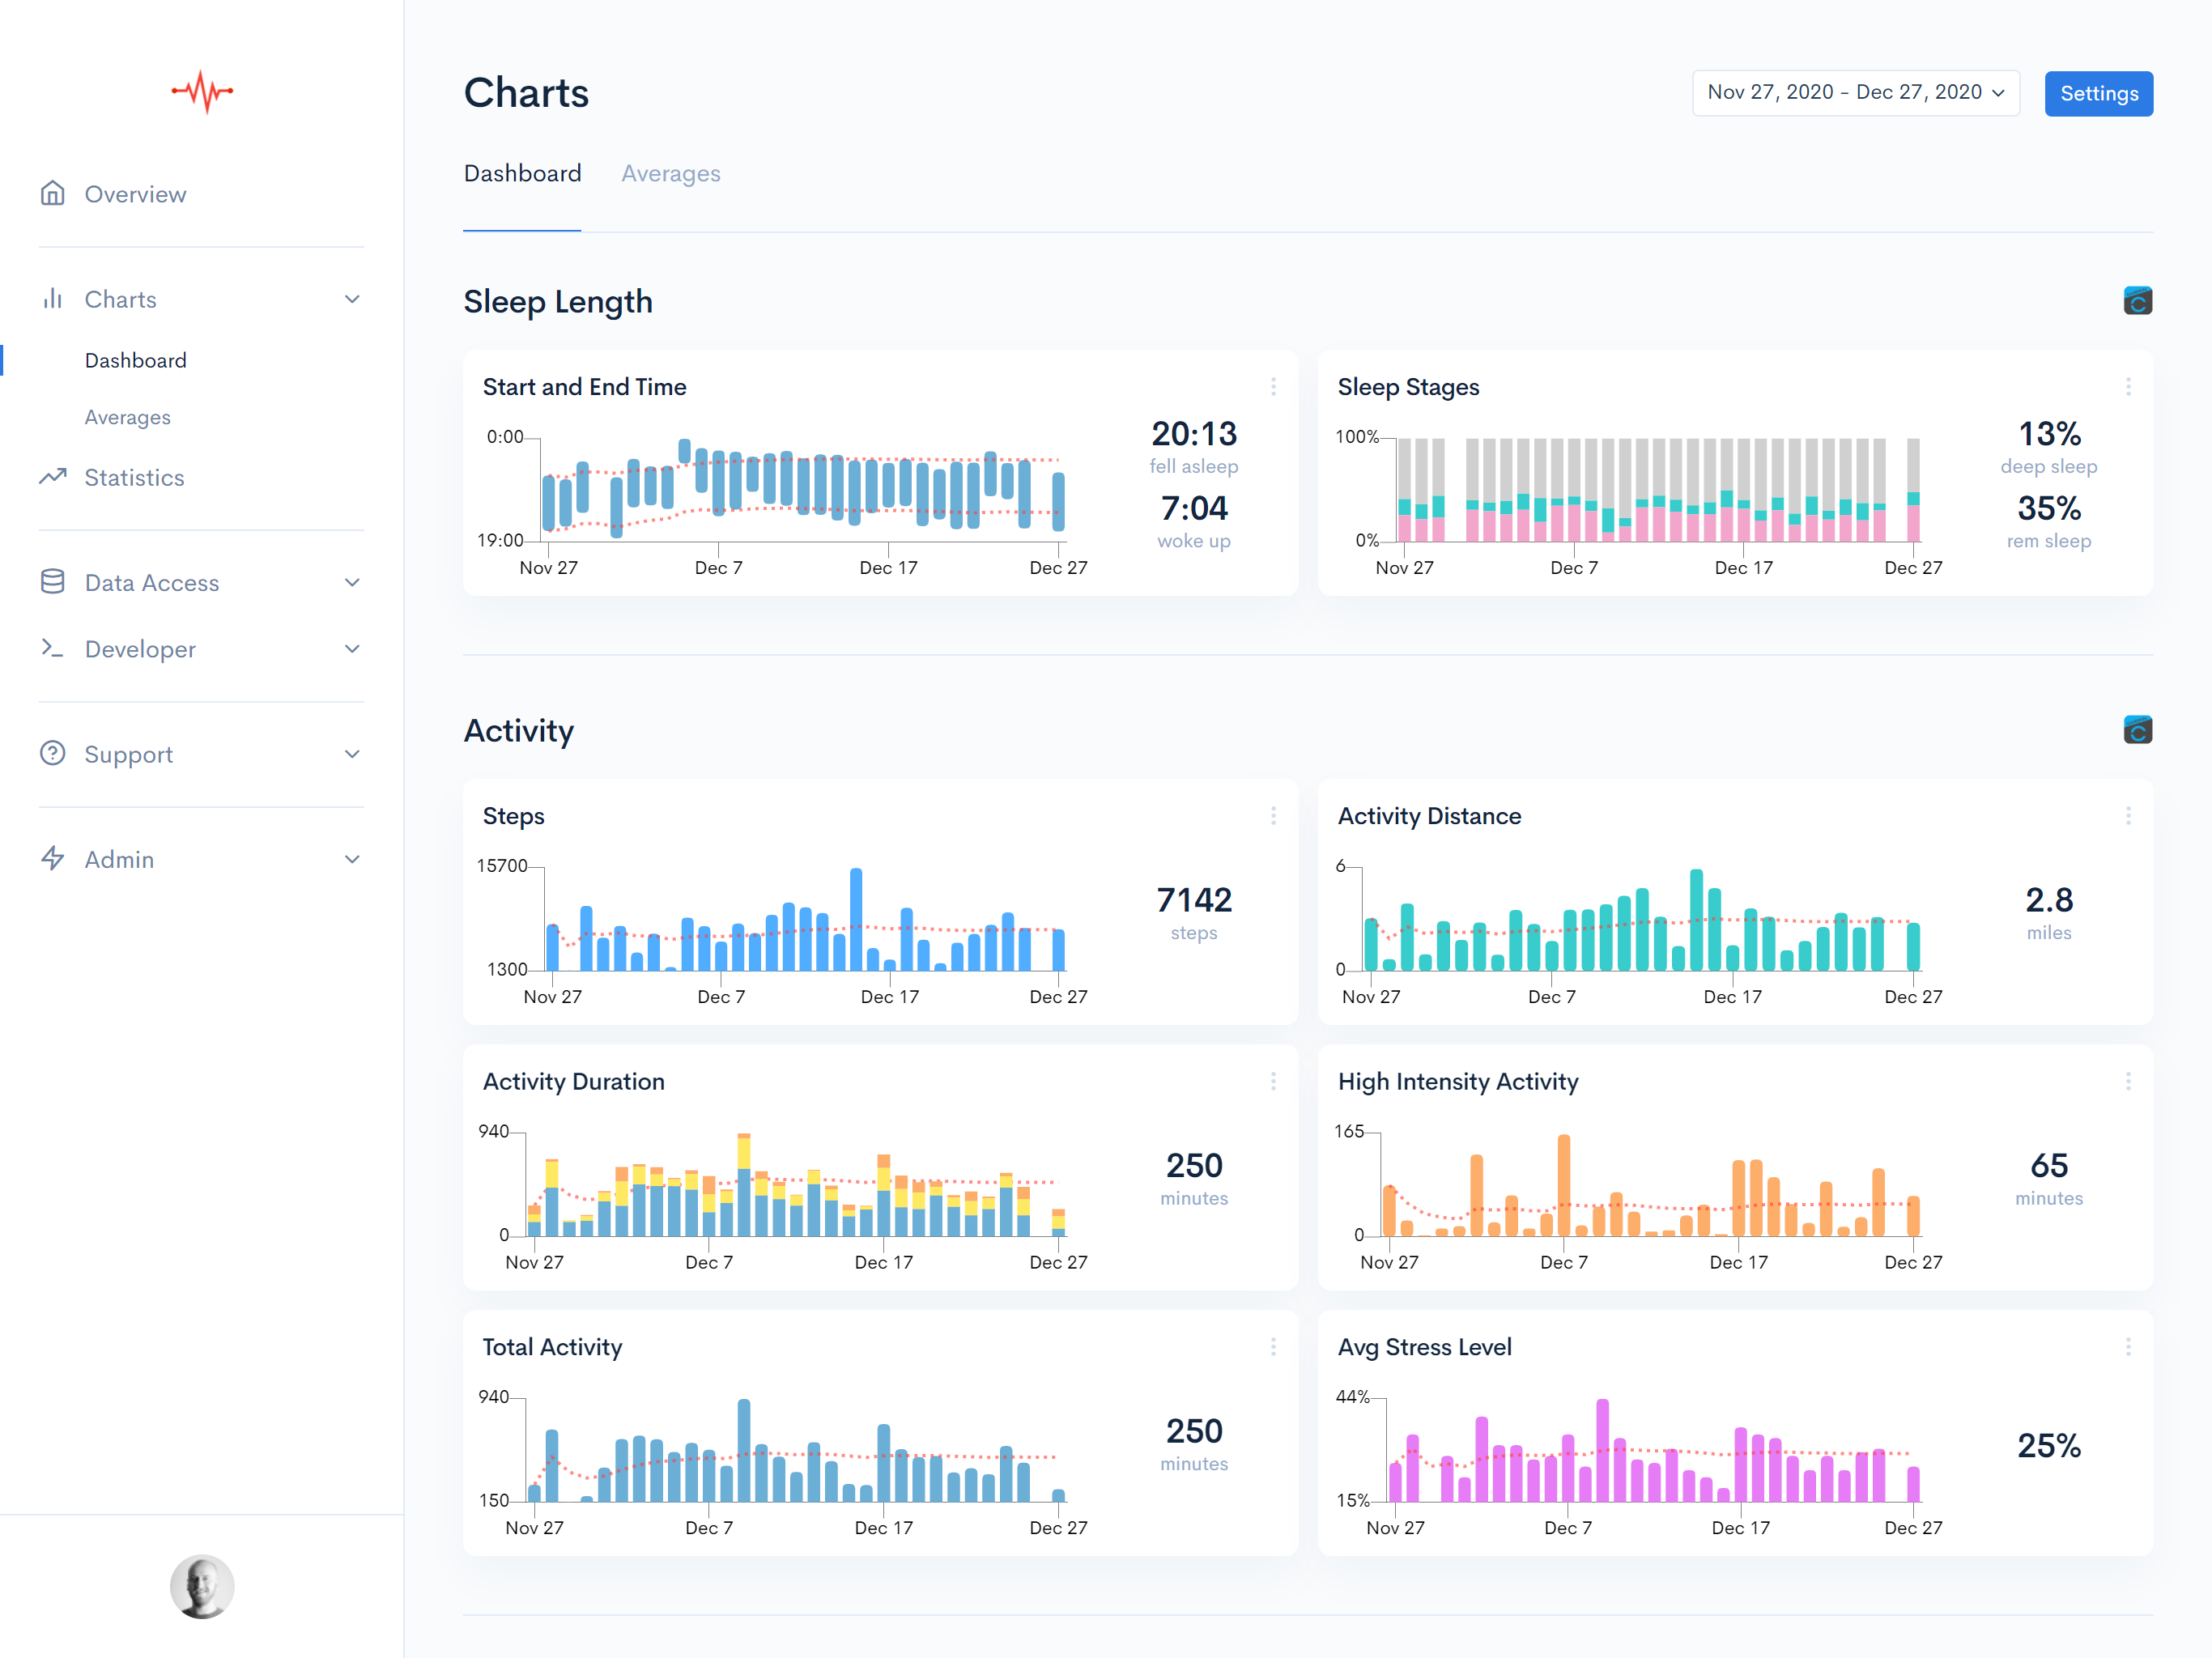 Charts
Nov 27, 2020 - Dec 27, 2020
Settings
Dashboard
Averages
Overview
Charts
Dashboard
Averages
Statistics
Data Access
Developer
Support
Admin
Sleep Length
Start and End Time
0:00
19:00
Nov 27
Dec 7
Dec 17
Dec 27
20:13
fell asleep
7:04
woke up
Sleep Stages
100%
0%
Nov 27
Dec 7
Dec 17
Dec 27
13%
deep sleep
35%
rem sleep
Activity
Steps
15700
1300
Nov 27
Dec 7
Dec 17
Dec 27
7142
steps
Activity Distance
6
0
Nov 27
Dec 7
Dec 17
Dec 27
2.8
miles
Activity Duration
940
0
Nov 27
Dec 7
Dec 17
Dec 27
250
minutes
High Intensity Activity
165
0
Nov 27
Dec 7
Dec 17
Dec 27
65
minutes
Total Activity
940
150
Nov 27
Dec 7
Dec 17
Dec 27
250
minutes
Avg Stress Level
44%
15%
Nov 27
Dec 7
Dec 17
Dec 27
25%